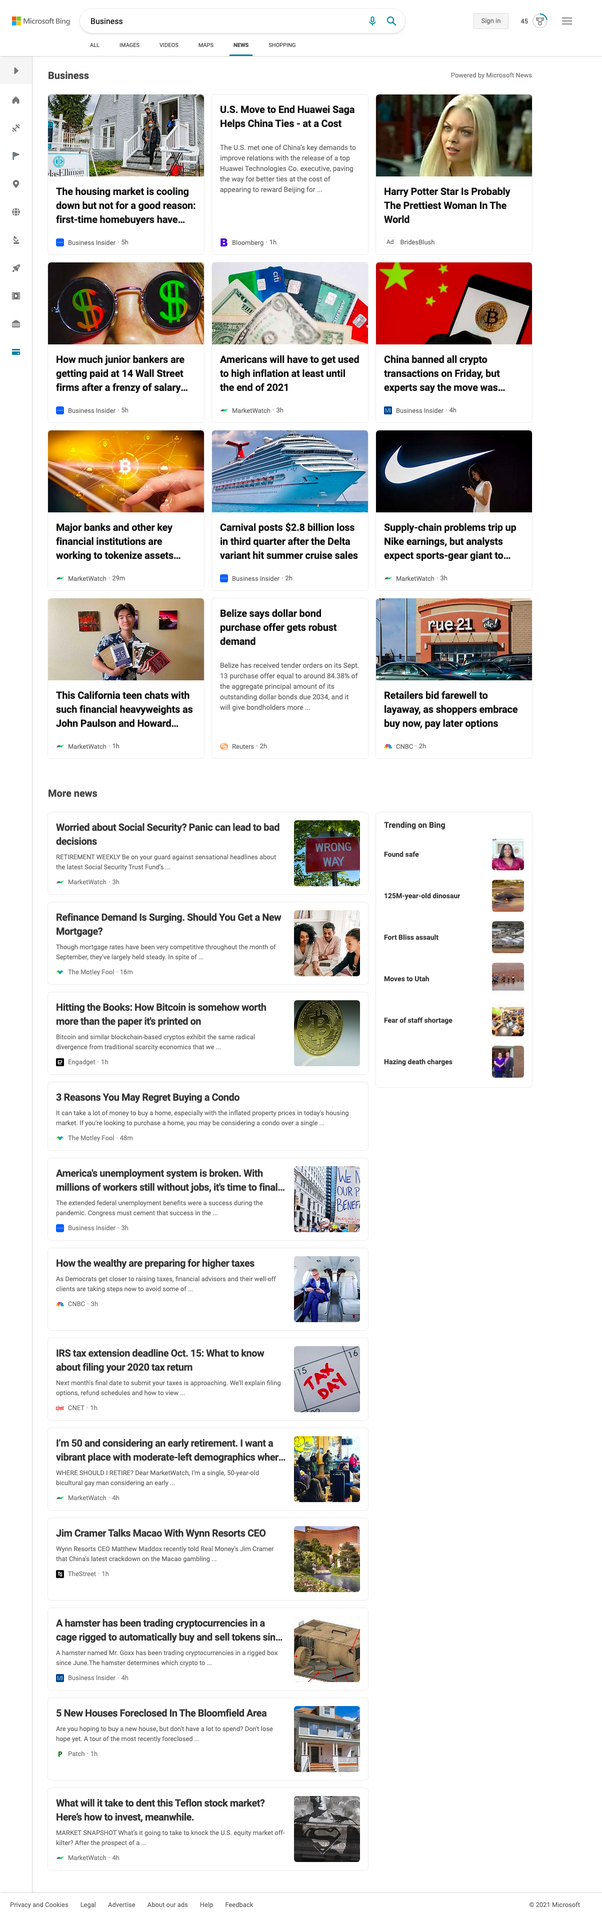 Microsoft Bing
Business
Sign in
45
ALL IMAGES VIDEOS MAPS NEWS SHOPPING
Business
Powered by Microsoft News
The housing market is cooling
down but not for a good reason:
first-time homebuyers have...
Business Insider · 5h
U.S. Move to End Huawei Saga
Helps China Ties - at a Cost
The U.S. met one of China's key demands to
improve relations with the release of a top
Huawei Technologies Co. executive, paving
the way for better ties at the cost of
appearing to reward Beijing for ...
Bloomberg · 1h
Harry Potter Star Is Probably
The Prettiest Woman In The
World
Ad BridesBlush
How much junior bankers are
getting paid at 14 Wall Street
firms after a frenzy of salary...
Business Insider · 5h
citi
Americans will have to get used
to high inflation at least until
the end of 2021
MarketWatch · 3h
China banned all crypto
transactions on Friday, but
experts say the move was...
Business Insider · 4h
Major banks and other key
financial institutions are
working to tokenize assets...
MarketWatch · 29m
Carnival posts $2.8 billion loss
in third quarter after the Delta
variant hit summer cruise sales
Business Insider · 2h
Supply-chain problems trip up
Nike earnings, but analysts
expect sports-gear giant to...
MarketWatch · 3h
This California teen chats with
such financial heavyweights as
John Paulson and Howard...
MarketWatch · 1h
Belize says dollar bond
purchase offer gets robust
demand
Belize has received tender orders on its Sept.
13 purchase offer equal to around 84.38% of
the aggregate principal amount of its
outstanding dollar bonds due 2034, and it
will give bondholders more ...
Reuters · 2h
rue21 etc!
Retailers bid farewell to
layaway, as shoppers embrace
buy now, pay later options
CNBC · 2h
More news
Worried about Social Security? Panic can lead to bad
decisions
RETIREMENT WEEKLY Be on your guard against sensational headlines about
the latest Social Security Trust Fund's ...
MarketWatch · 3h
WRONG
WAY
Refinance Demand Is Surging. Should You Get a New
Mortgage?
Though mortgage rates have been very competitive throughout the month of
September, they've largely held steady. In spite of ...
The Motley Fool · 16m
Hitting the Books: How Bitcoin is somehow worth
more than the paper it's printed on
Bitcoin and similar blockchain-based cryptos exhibit the same radical
divergence from traditional scarcity economics that we ...
Engadget · 1h
3 Reasons You May Regret Buying a Condo
It can take a lot of money to buy a home, especially with the inflated property prices in today's housing
market. If you're looking to purchase a home, you may be considering a condo over a single ...
The Motley Fool · 48m
America's unemployment system is broken. With
millions of workers still without jobs, it's time to final...
The extended federal unemployment benefits were a success during the
pandemic. Congress must cement that success in the ...
Business Insider · 3h
How the wealthy are preparing for higher taxes
As Democrats get closer to raising taxes, financial advisors and their well-off
clients are taking steps now to avoid some of ...
CNBC · 3h
IRS tax extension deadline Oct. 15: What to know
about filing your 2020 tax return
Next month's final date to submit your taxes is approaching. We'll explain filing
options, refund schedules and how to view ...
CNET · 1h
15 16
TAX
DAY
I'm 50 and considering an early retirement. I want a
vibrant place with moderate-left demographics wher...
WHERE SHOULD I RETIRE? Dear MarketWatch, I'm a single, 50-year-old
bicultural gay man considering an early ...
MarketWatch · 4h
Jim Cramer Talks Macao With Wynn Resorts CEO
Wynn Resorts CEO Matthew Maddox recently told Real Money's Jim Cramer
that China's latest crackdown on the Macao gambling ...
TheStreet · 1h
A hamster has been trading cryptocurrencies in a
cage rigged to automatically buy and sell tokens sin...
A hamster named Mr. Goxx has been trading cryptocurrencies in a rigged box
since June.The hamster determines which crypto to ...
Business Insider · 4h
5 New Houses Foreclosed In The Bloomfield Area
Are you hoping to buy a new house, but don't have a lot to spend? Don't lose
hope yet. A tour of the most recently foreclosed ...
Patch · 1h
What will it take to dent this Teflon stock market?
Here's how to invest, meanwhile.
MARKET SNAPSHOT What's it going to take to knock the U.S. equity market off-
kilter? After the prospect of a ...
MarketWatch · 4h
Trending on Bing
Found safe
125M-year-old dinosaur
Fort Bliss assault
Moves to Utah
Fear of staff shortage
Hazing death charges
Privacy and Cookies Legal Advertise About our ads Help Feedback
© 2021 Microsoft